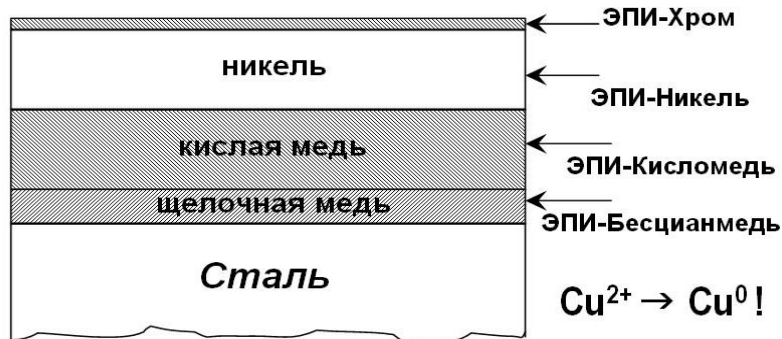 ЭПИ-Хром
никель
ЭПИ-Никель
кислая медь
ЭПИ-Кисломедь
щелочная медь
ЭПИ-Бесцианмедь
Сталь
Cu²⁺ → Cu⁰ !